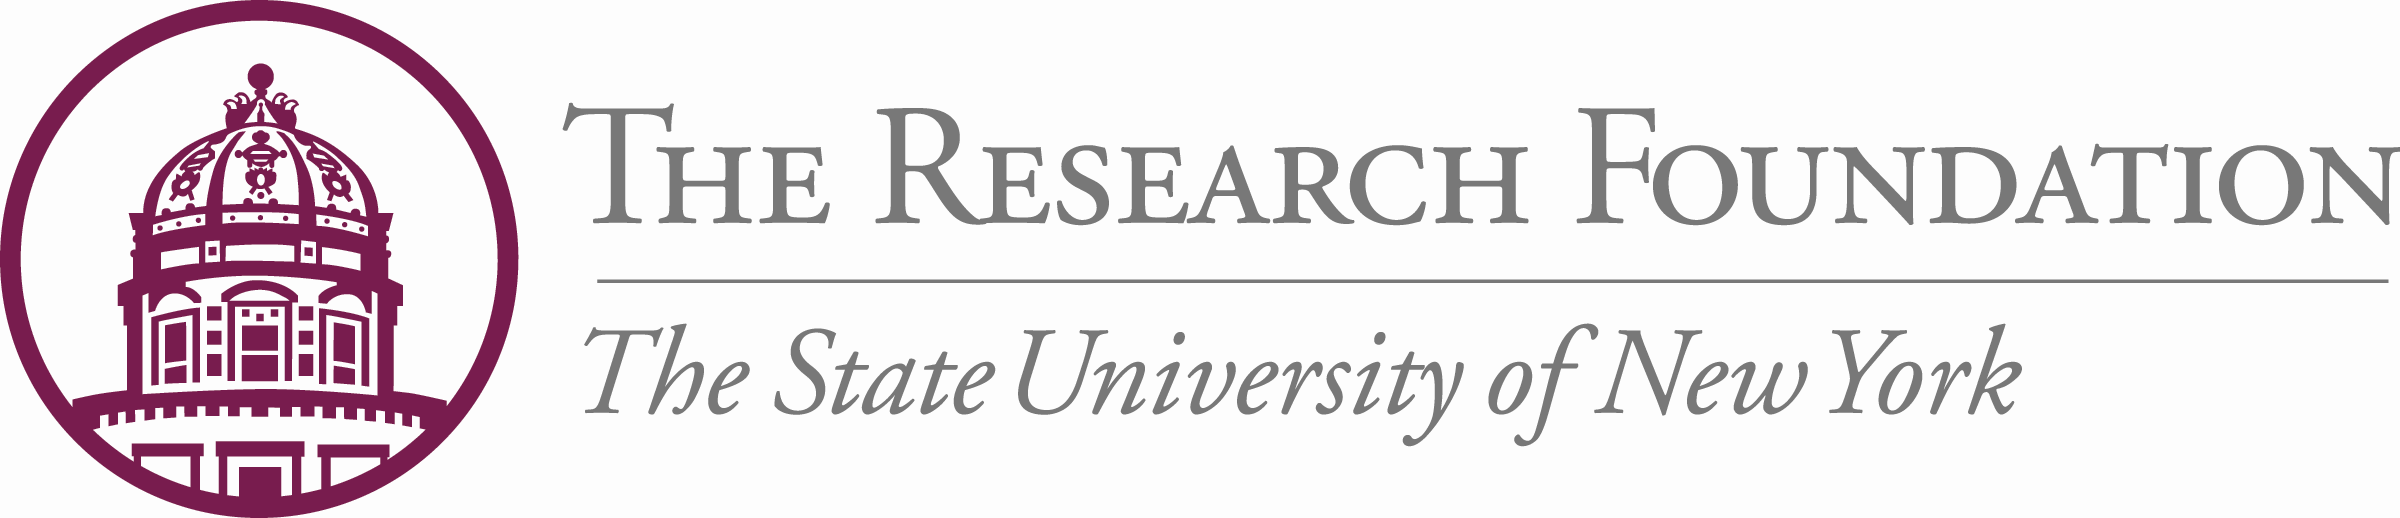 The Research Foundation
The State University of New York